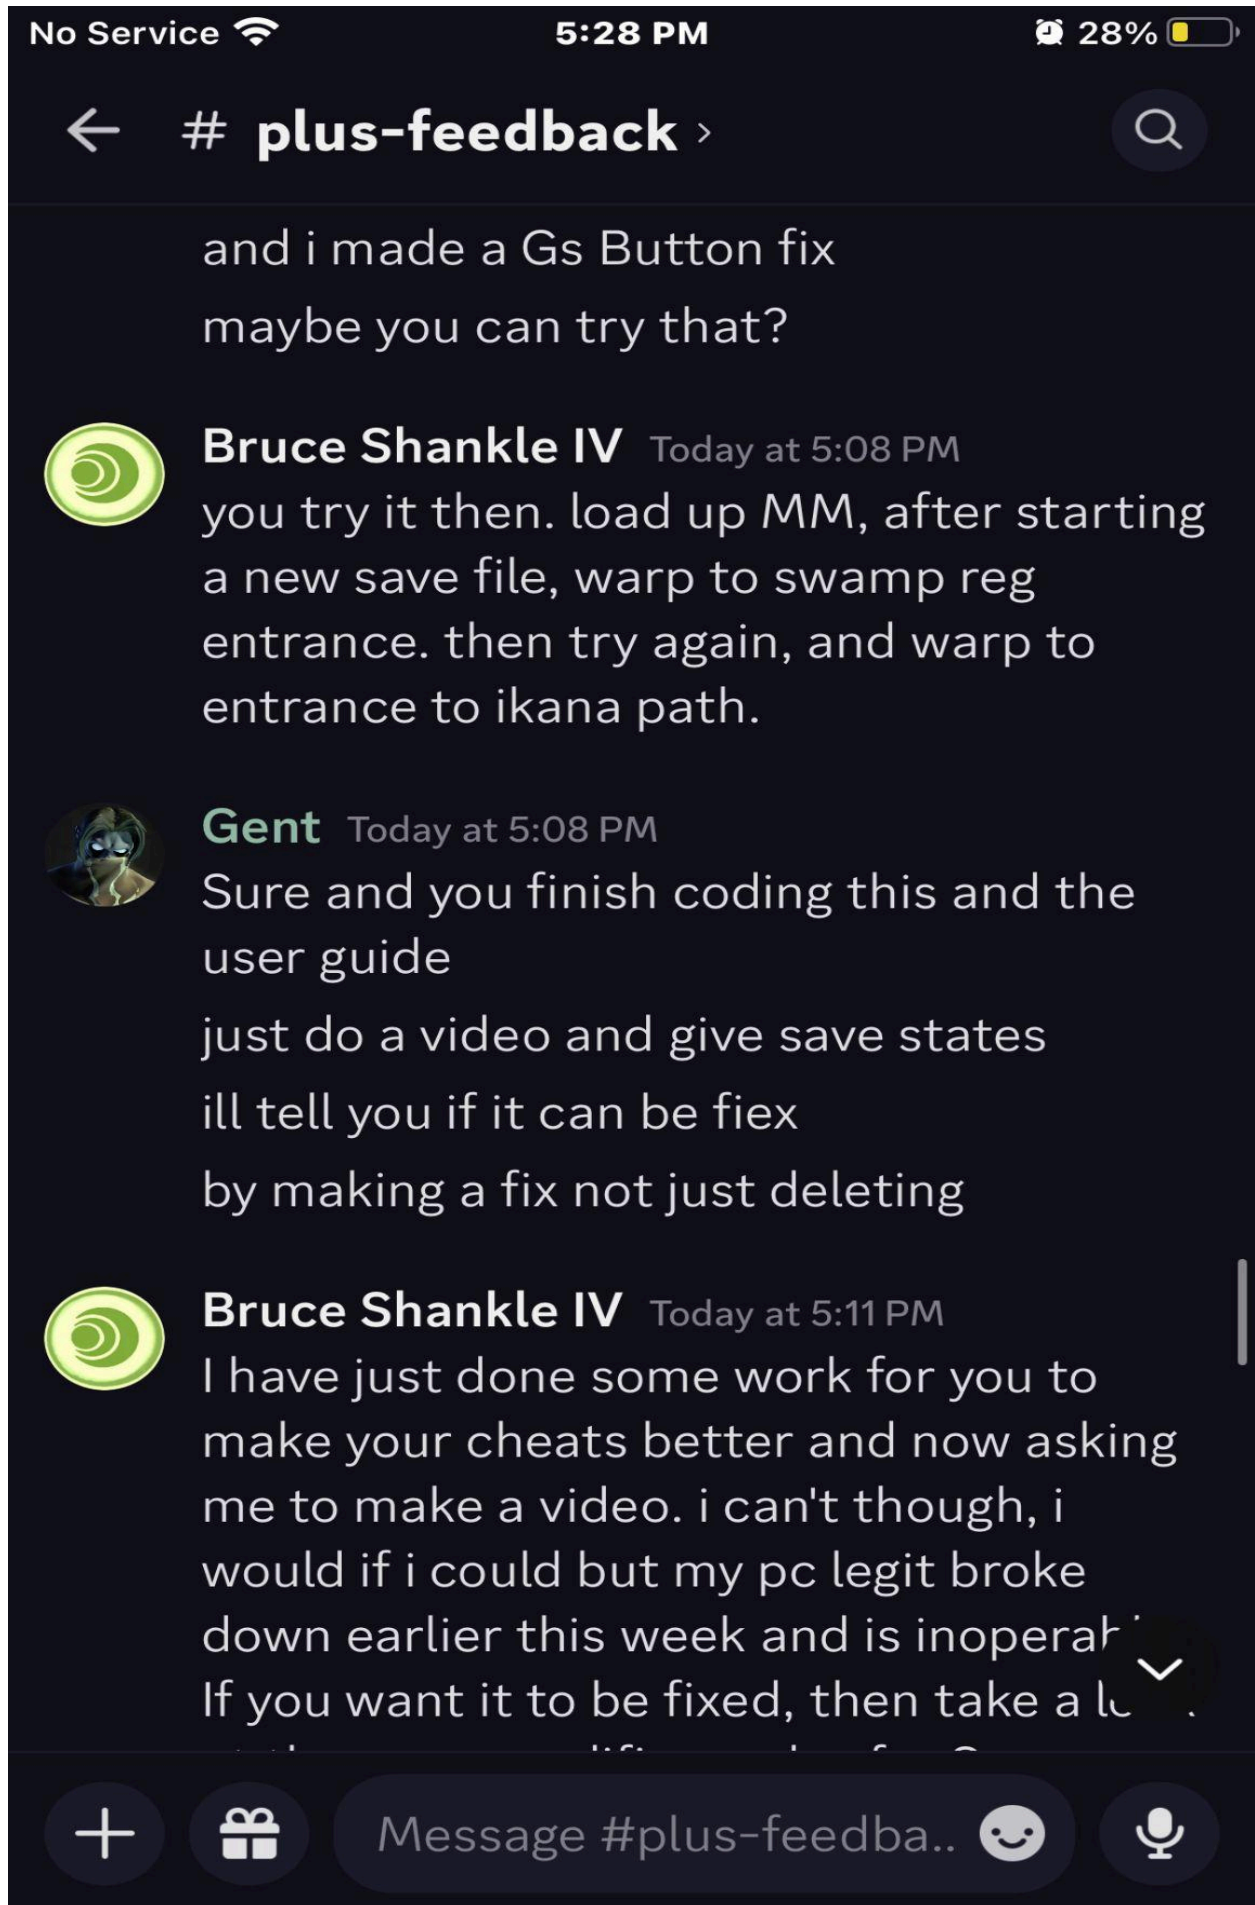 No Service
5:28 PM
28%
# plus-feedback ›
and i made a Gs Button fix
maybe you can try that?
Bruce Shankle IV Today at 5:08 PM
you try it then. load up MM, after starting
a new save file, warp to swamp reg
entrance. then try again, and warp to
entrance to ikana path.
Gent Today at 5:08 PM
Sure and you finish coding this and the
user guide
just do a video and give save states
ill tell you if it can be fiex
by making a fix not just deleting
Bruce Shankle IV Today at 5:11 PM
I have just done some work for you to
make your cheats better and now asking
me to make a video. i can't though, i
would if i could but my pc legit broke
down earlier this week and is
If you want it to be fixed, then take a
Message #plus-feedba..